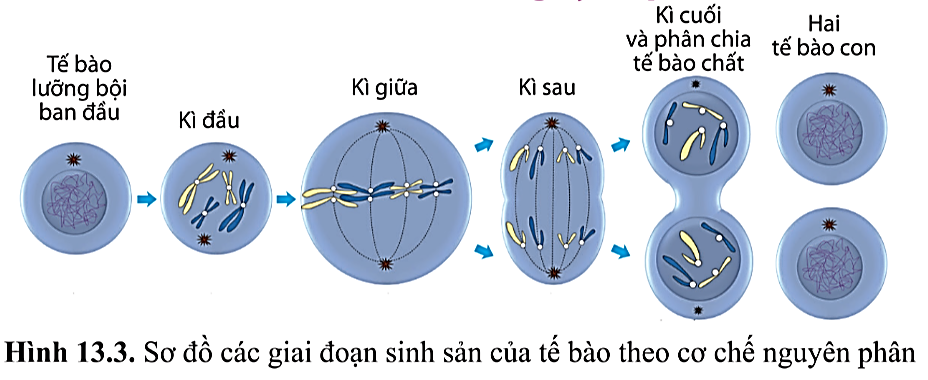 Tế bào
lưỡng bội
ban đầu
Kì đầu
Kì giữa
Kì sau
Kì cuối
và phân chia
tế bào chất
Hai
tế bào con
Hình 13.3. Sơ đồ các giai đoạn sinh sản của tế bào theo cơ chế nguyên phân